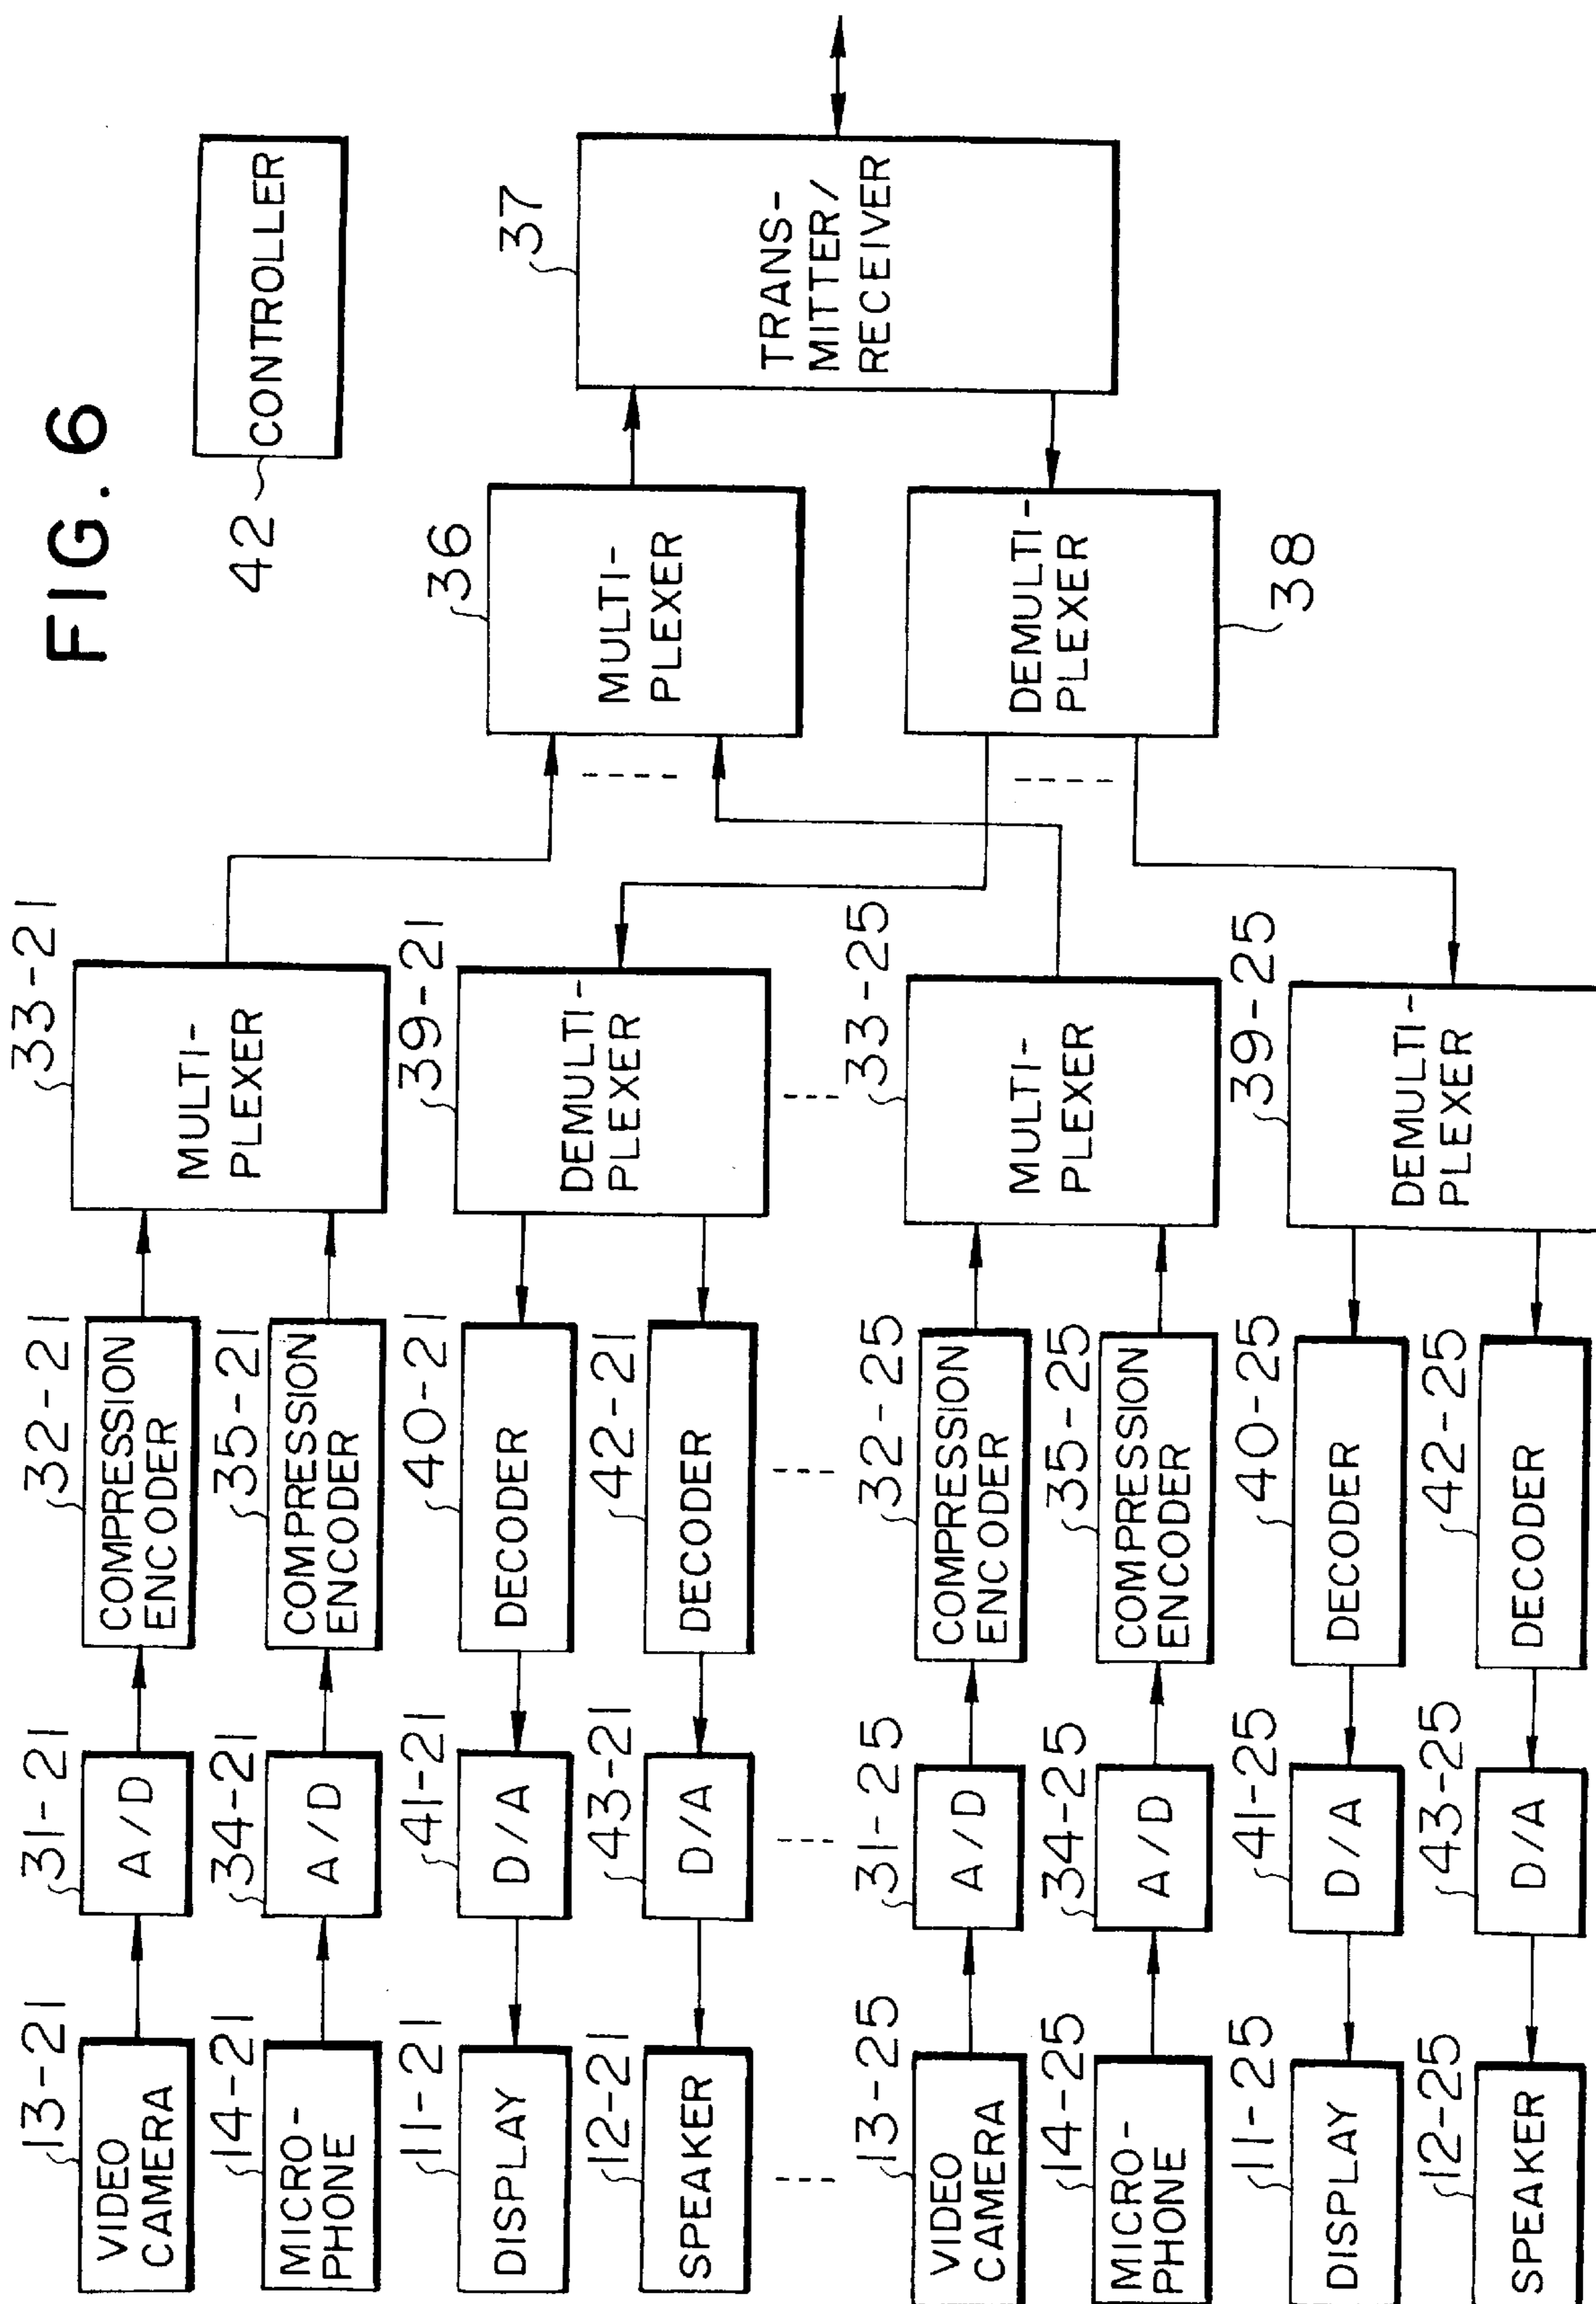 FIG. 6
42
CONTROLLER
13-21
VIDEO
CAMERA
31-21
A/D
32-21
COMPRESSION
ENCODER
33-21
MULTI-
PLEXER
14-21
MICRO-
PHONE
34-21
A/D
35-21
COMPRESSION
ENCODER
36
MULTI-
PLEXER
37
TRANS-
MITTER/
RECEIVER
11-21
DISPLAY
41-21
D/A
40-21
DECODER
39-21
DEMULTI-
PLEXER
12-21
SPEAKER
43-21
D/A
42-21
DECODER
13-25
VIDEO
CAMERA
31-25
A/D
32-25
COMPRESSION
ENCODER
33-25
MULTI-
PLEXER
DEMULTI-
PLEXER
38
14-25
MICRO-
PHONE
34-25
A/D
35-25
COMPRESSION
ENCODER
11-25
DISPLAY
41-25
D/A
40-25
DECODER
39-25
DEMULTI-
PLEXER
12-25
SPEAKER
43-25
D/A
42-25
DECODER